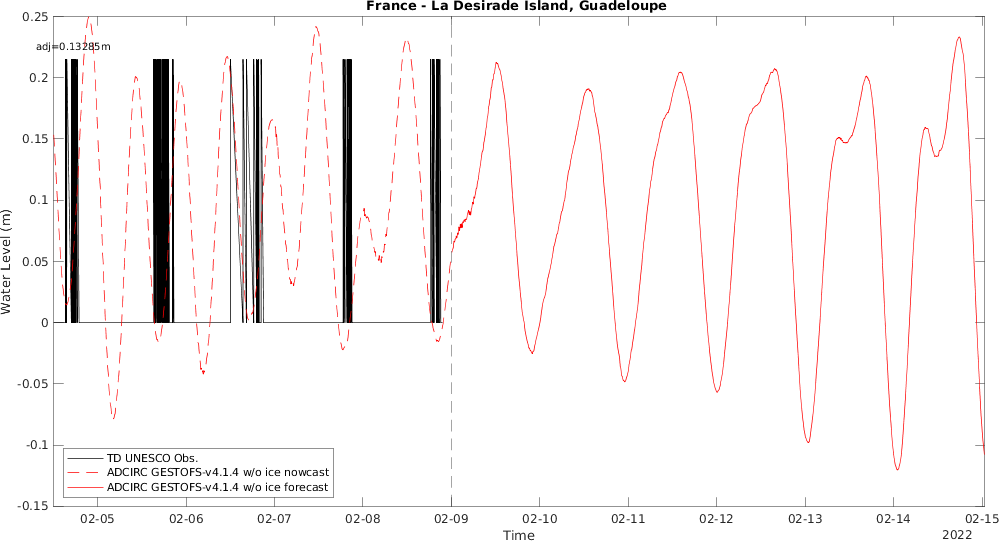 France - La Desirade Island, Guadeloupe
adj=0.13285m
0.25
0.2
0.15
0.1
0.05
0
-0.05
-0.1
-0.15
Water Level (m)
TD UNESCO Obs.
ADCIRC GESTOFS-v4.1.4 w/o ice nowcast
ADCIRC GESTOFS-v4.1.4 w/o ice forecast
02-05 02-06 02-07 02-08 02-09 02-10 02-11 02-12 02-13 02-14 02-15
Time
2022